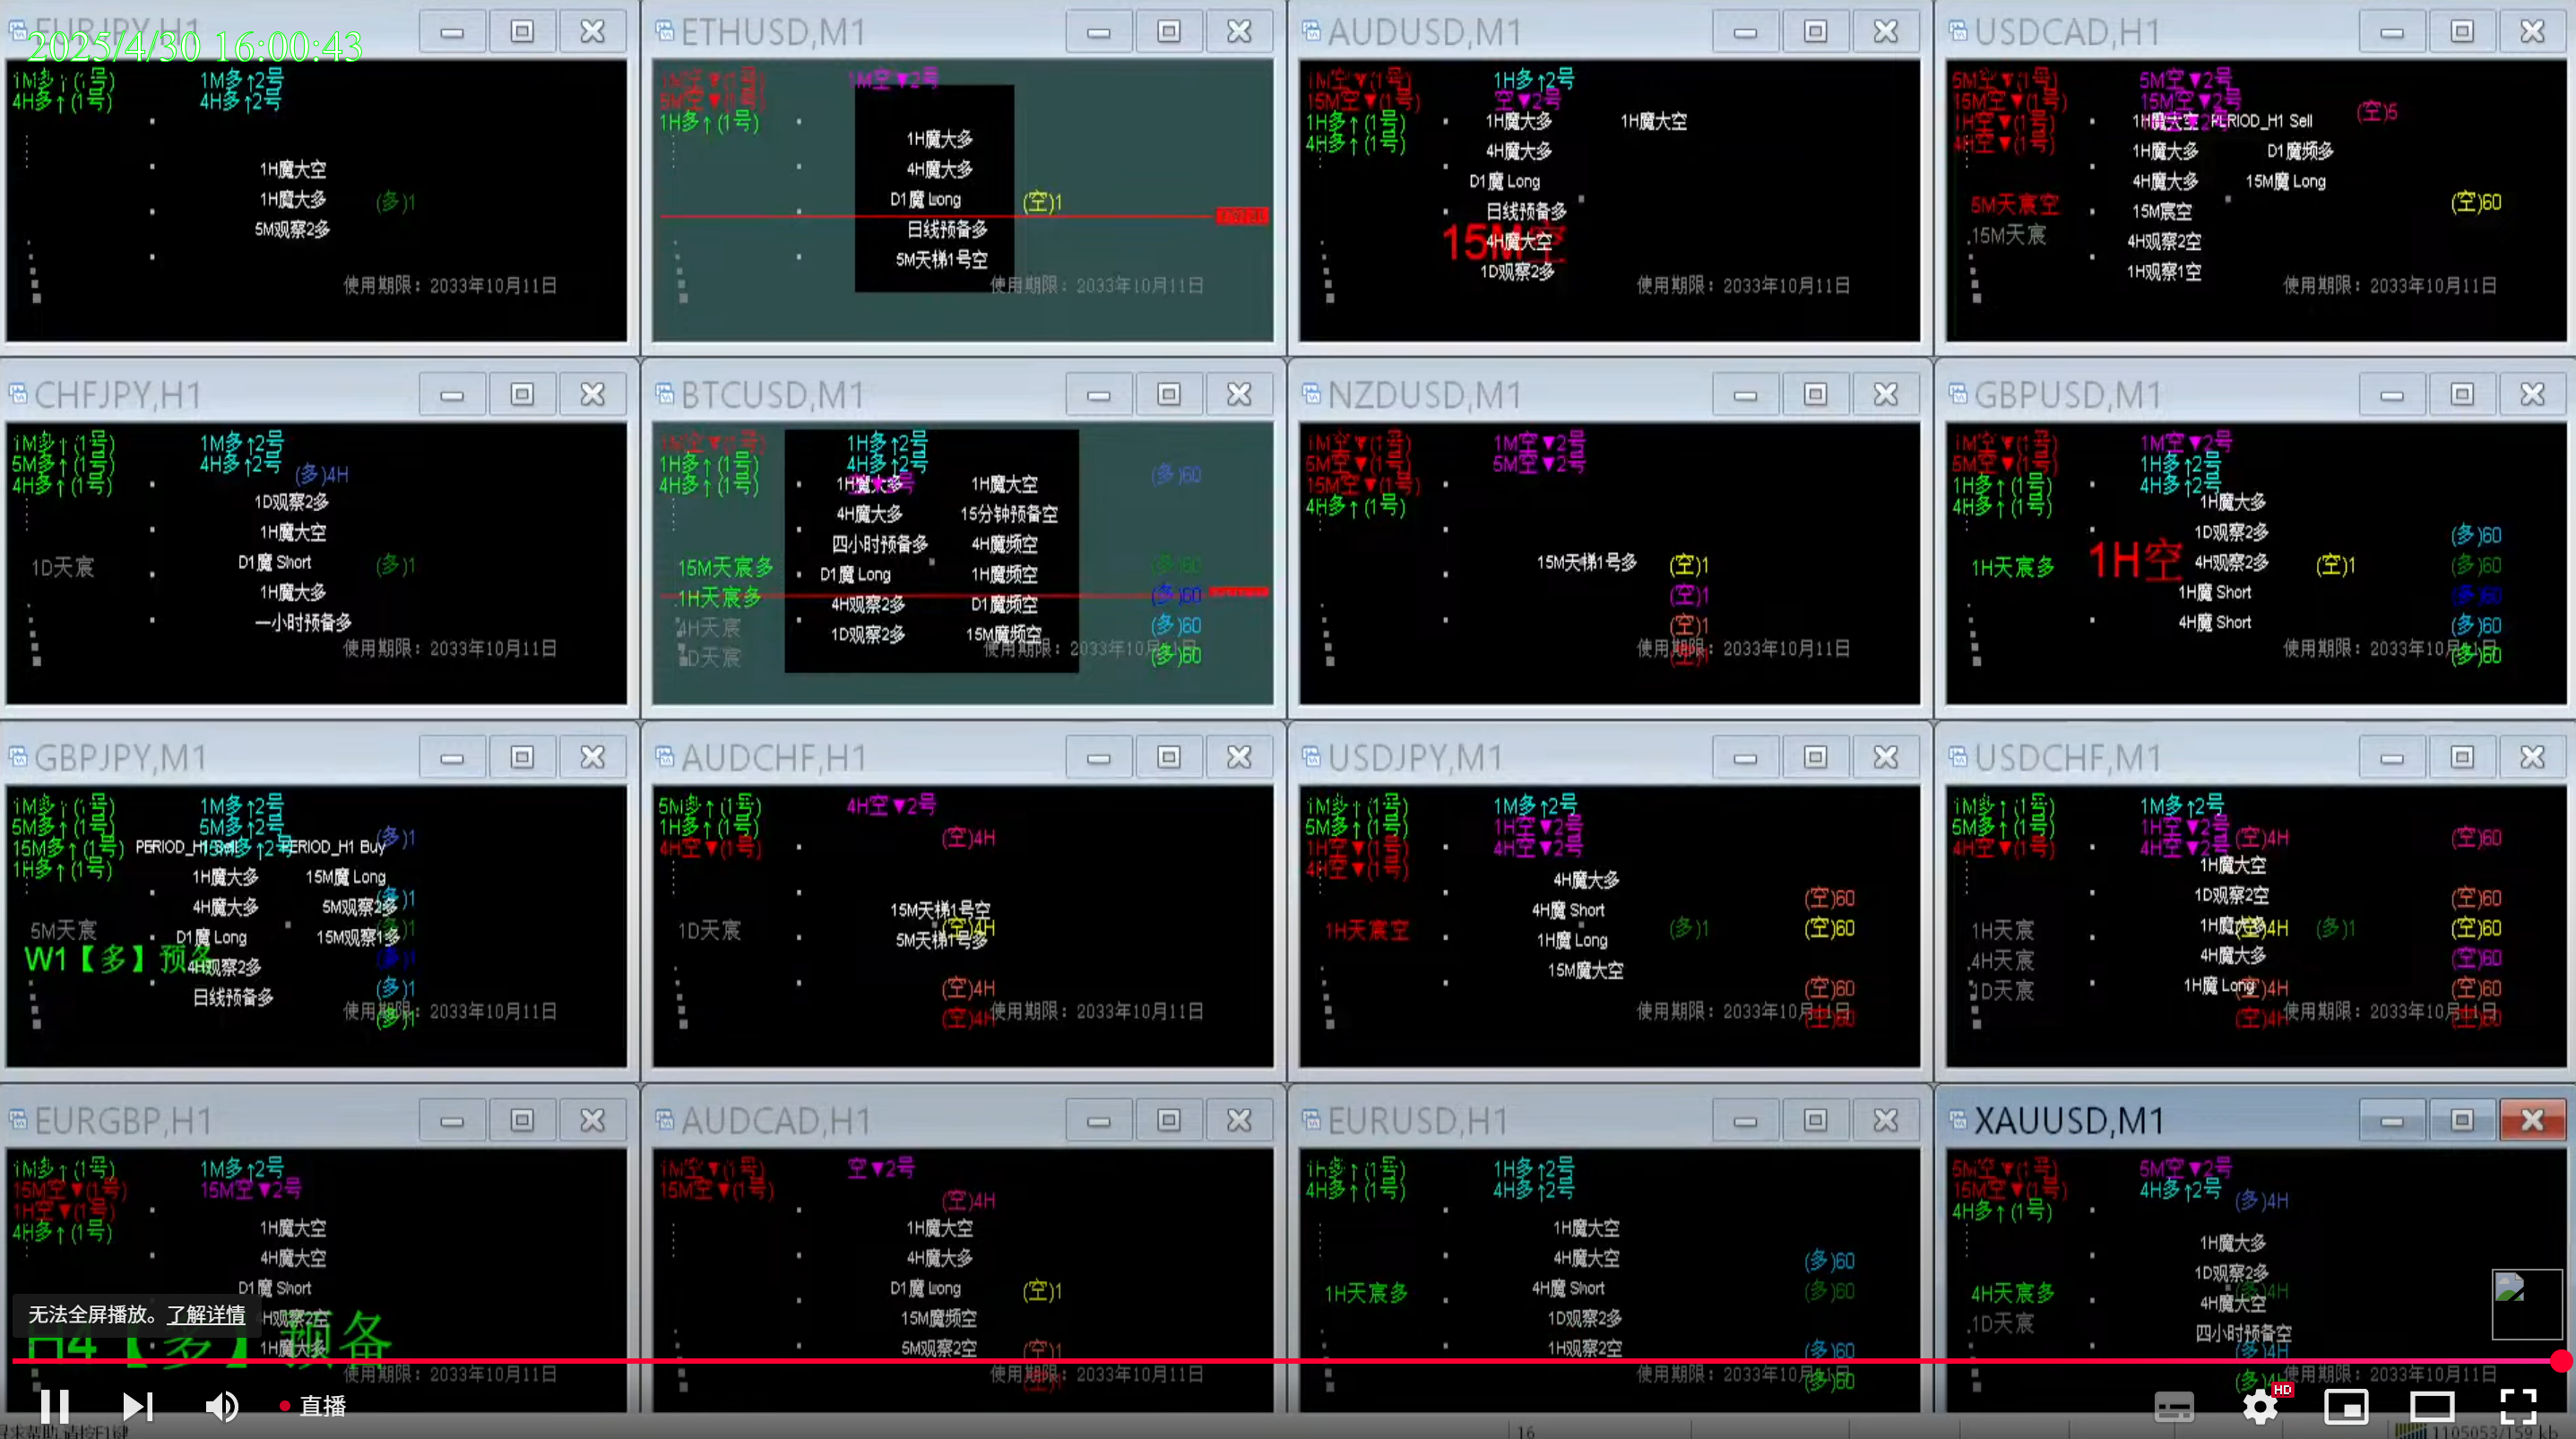 EURJPY,H1
2025/4/30 16:00:43
1M多↑(1号) 1M多↑2号
4H多↑(1号) 4H多↑2号
1H魔大空
1H魔大多 (多)1
5M观察2多
使用期限：2033年10月11日
ETHUSD,M1
1M空▼(1号) 1M空▼2号
5M空▼(1号)
1H多↑(1号)
1H魔大多
4H魔大多
D1魔 Long (空)1
日线预备多
5M天梯1号空
使用期限：2033年10月11日
AUDUSD,M1
1M空▼(1号) 1H多↑2号
15M空▼(1号) 空▼2号
1H多↑(1号) 1H魔大多 1H魔大空
4H多↑(1号) 4H魔大多
D1魔 Long
日线预备多
15M空 4H魔大空
1D观察2多
使用期限：2033年10月11日
USDCAD,H1
5M空▼(1号) 5M空▼2号
15M空▼(1号) 15M空▼2号 (空)5
1H空▼(1号) 1H魔大空 PERIOD_H1 Sell
4H空▼(1号) 1H魔大多 D1魔频多
4H魔大多 15M魔 Long
5M天宸空 15M宸空 (空)60
15M天宸 4H观察2空
1H观察1空
使用期限：2033年10月11日
CHFJPY,H1
1M多↑(1号) 1M多↑2号
5M多↑(1号) 4H多↑2号 (多)4H
4H多↑(1号)
1D观察2多
1H魔大空
1D天宸 D1魔 Short (多)1
1H魔大多
一小时预备多
使用期限：2033年10月11日
BTCUSD,M1
15M空▼(1号) 1H多↑2号
1H多↑(1号) 4H多↑2号 (多)60
4H多↑(1号) 1H魔大多 1H魔大空
4H魔大多 15分钟预备空
四小时预备多 4H魔频空
15M天宸多 D1魔 Long 1H魔频空 (多)60
1H天宸多 4H观察2多 D1魔频空 (多)60
4H天宸 1D观察2多 15M魔频空 (多)60
1D天宸 (多)60
使用期限：2033年10月11日
NZDUSD,M1
1M空▼(1号) 1M空▼2号
5M空▼(1号) 5M空▼2号
15M空▼(1号)
4H多↑(1号)
15M天梯1号多 (空)1
(空)1
(空)1
(空)1
使用期限：2033年10月11日
GBPUSD,M1
1M空▼(1号) 1M空▼2号
5M空▼(1号) 1H多↑2号
1H多↑(1号) 4H多↑2号
4H多↑(1号) 1H魔大多
1D观察2多 (多)60
1H天宸多 1H空 4H观察2多 (空)1 (多)60
1H魔 Short (多)60
4H魔 Short (多)60
使用期限：2033年10月11日 (多)60
GBPJPY,M1
1M多↑(1号) 1M多↑2号
5M多↑(1号) 5M多↑2号 (多)1
15M多↑(1号) PERIOD_H1 Sell 15M多↑2号 PERIOD_H1 Buy
1H多↑(1号) 1H魔大多 15M魔 Long
4H魔大多 5M观察2多 (多)1
5M天宸 D1魔 Long 15M观察1多 (多)1
W1【多】预备 4H观察2多 (多)1
日线预备多 (多)1
使用期限：2033年10月11日 (多)1
AUDCHF,H1
5M多↑(1号) 4H空▼2号
1H多↑(1号) (空)4H
4H空▼(1号)
15M天梯1号空
1D天宸 5M天梯1号多 (空)4H
(空)4H
(空)4H
使用期限：2033年10月11日
USDJPY,M1
1M多↑(1号) 1M多↑2号
5M多↑(1号) 1H空▼2号
1H空▼(1号) 4H空▼2号
4H空▼(1号) 4H魔大多
4H魔 Short (空)60
1H天宸空 1H魔 Long (多)1 (空)60
15M魔大空 (空)60
使用期限：2033年10月11日 (空)60
USDCHF,M1
1M多↑(1号) 1M多↑2号
5M多↑(1号) 1H空▼2号 (空)4H (空)60
4H空▼(1号) 4H空▼2号
1H魔大空
1D观察2空 (空)60
1H天宸 1H魔大多 (空)4H (多)1 (空)60
4H天宸 4H魔大多 (空)60
1D天宸 1H魔 Long (空)4H (空)60
(空)4H 使用期限：2033年10月11日 (空)60
EURGBP,H1
1M多↑(1号) 1M多↑2号
15M空▼(1号) 15M空▼2号
1H空▼(1号)
4H多↑(1号) 1H魔大空
4H魔大空
D1魔 Short
无法全屏播放。了解详情 4H观察2空
H4【多】预备 1H魔大多
使用期限：2033年10月11日
AUDCAD,H1
1M空▼(1号) 空▼2号
15M空▼(1号) (空)4H
1H魔大空
4H魔大多
D1魔 Long (空)1
15M魔频空
5M观察2空 (空)1
使用期限：2033年10月11日
EURUSD,H1
1H多↑(1号) 1H多↑2号
4H多↑(1号) 4H多↑2号
1H魔大空
4H魔大空 (多)60
1H天宸多 4H魔 Short (多)60
1D观察2多
1H观察2空 (多)60
使用期限：2033年10月11日 (多)60
XAUUSD,M1
5M空▼(1号) 5M空▼2号
15M空▼(1号) 4H多↑2号 (多)4H
4H多↑(1号)
1H魔大多
1D观察2多
4H天宸多 4H魔大空 (多)4H
1D天宸 四小时预备空
(多)4H
(多)4H 使用期限：2033年10月11日
直播
HD
16
1105053/159 kb